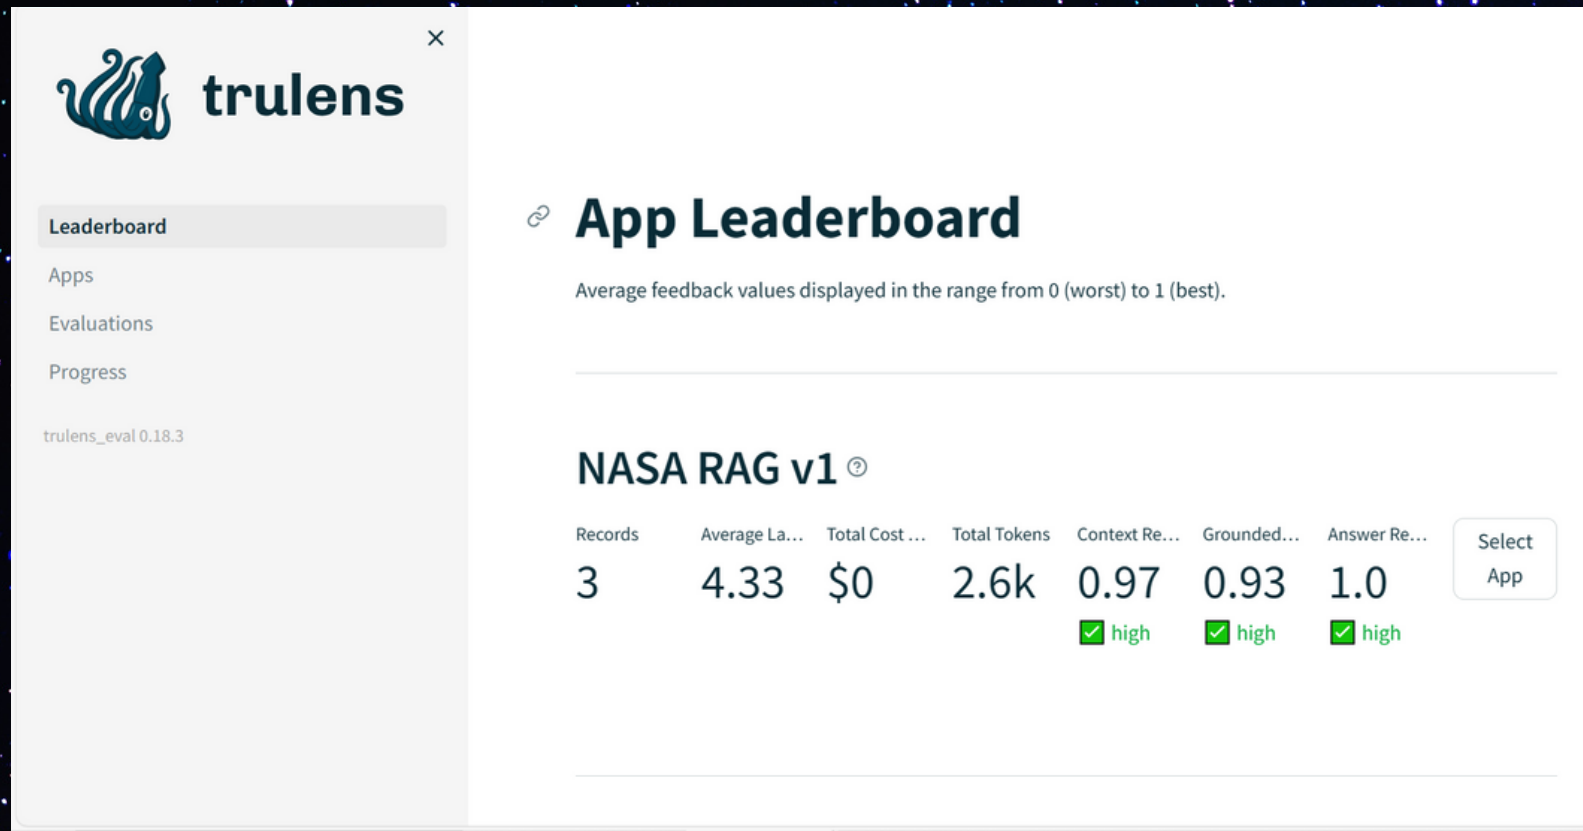 trulens
Leaderboard
Apps
Evaluations
Progress
trulens_eval 0.18.3
App Leaderboard
Average feedback values displayed in the range from 0 (worst) to 1 (best).
NASA RAG v1
Records Average La... Total Cost ... Total Tokens Context Re... Grounded... Answer Re...
3 4.33 $0 2.6k 0.97 0.93 1.0
high high high
Select
App